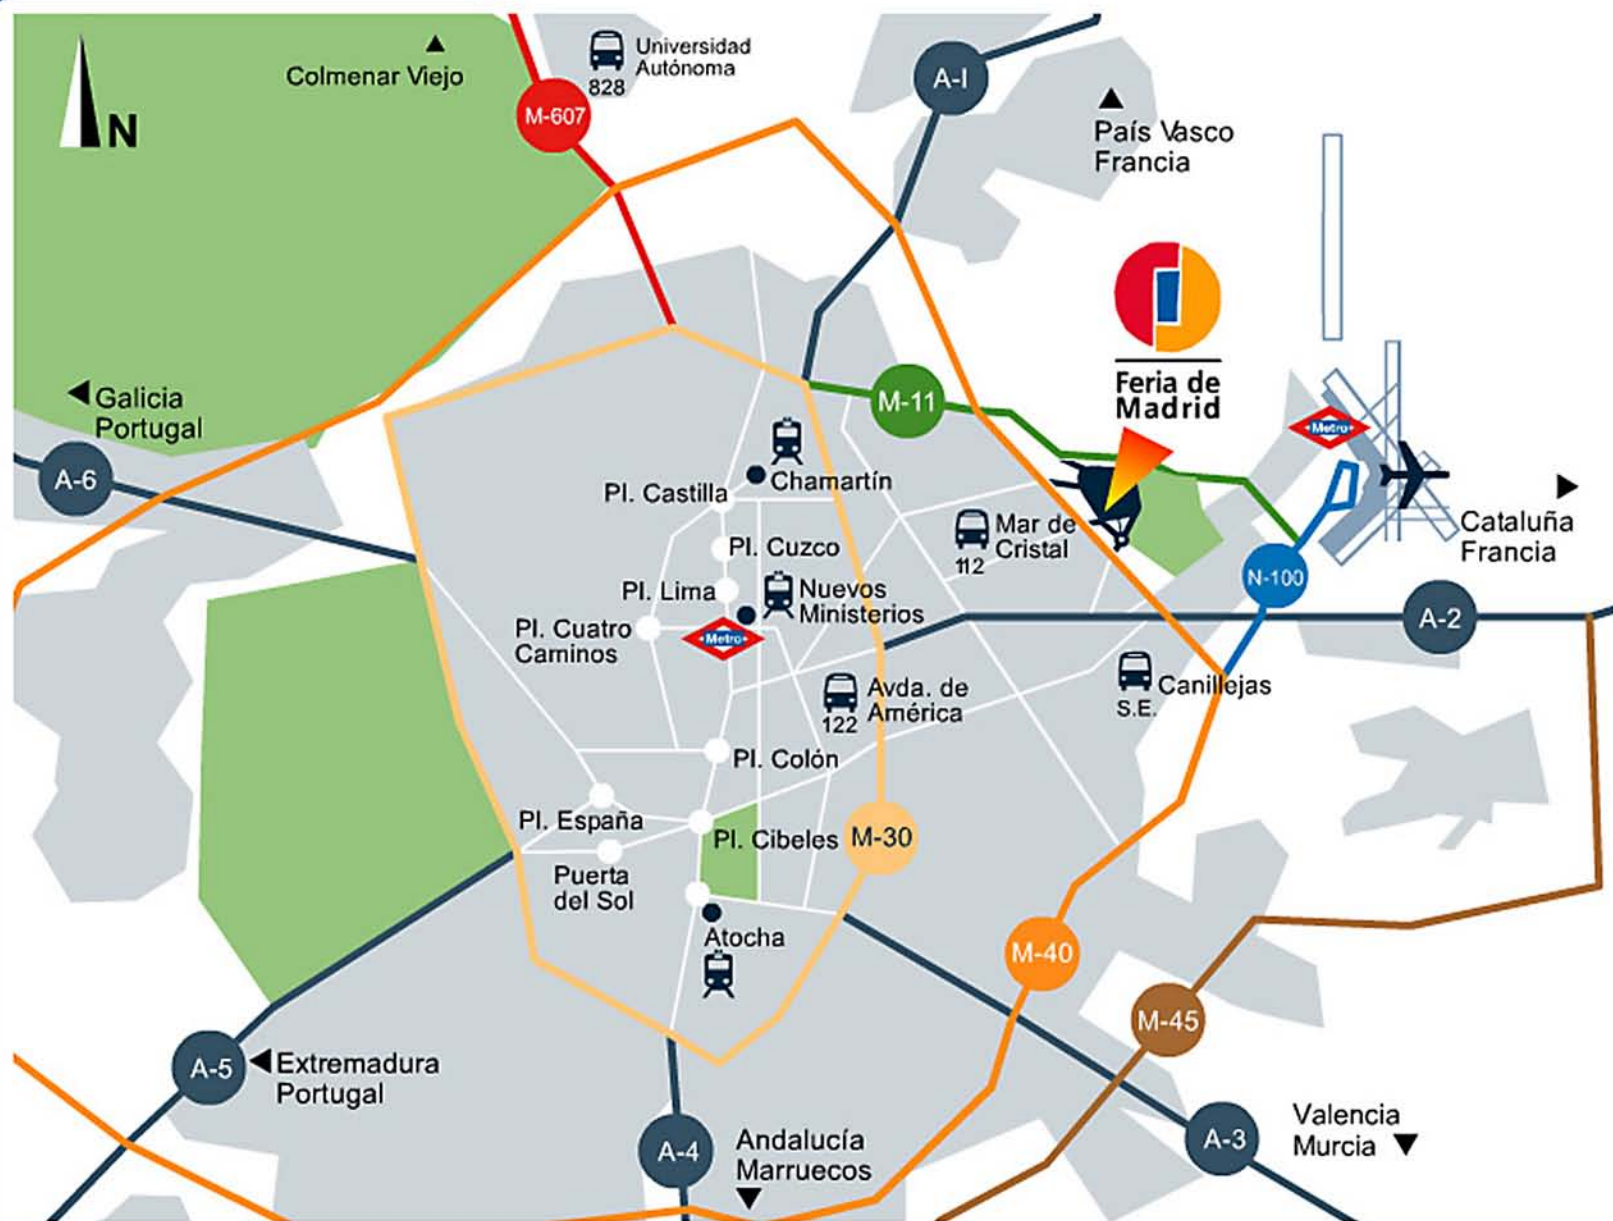 Universidad
Autónoma
828
Colmenar Viejo
M-607
A-I
País Vasco
Francia
N
Feria de
Madrid
Galicia
Portugal
M-11
Metro
A-6
Chamartín
Pl. Castilla
Cataluña
Francia
Mar de
Cristal
112
Pl. Cuzco
N-100
Pl. Lima
Nuevos
Ministerios
A-2
Pl. Cuatro
Caminos
Metro
Canillejas
S.E.
Avda. de
América
122
Pl. Colón
Pl. España
Pl. Cibeles
M-30
Puerta
del Sol
Atocha
M-40
M-45
A-5
Extremadura
Portugal
A-4
Andalucía
Marruecos
A-3
Valencia
Murcia